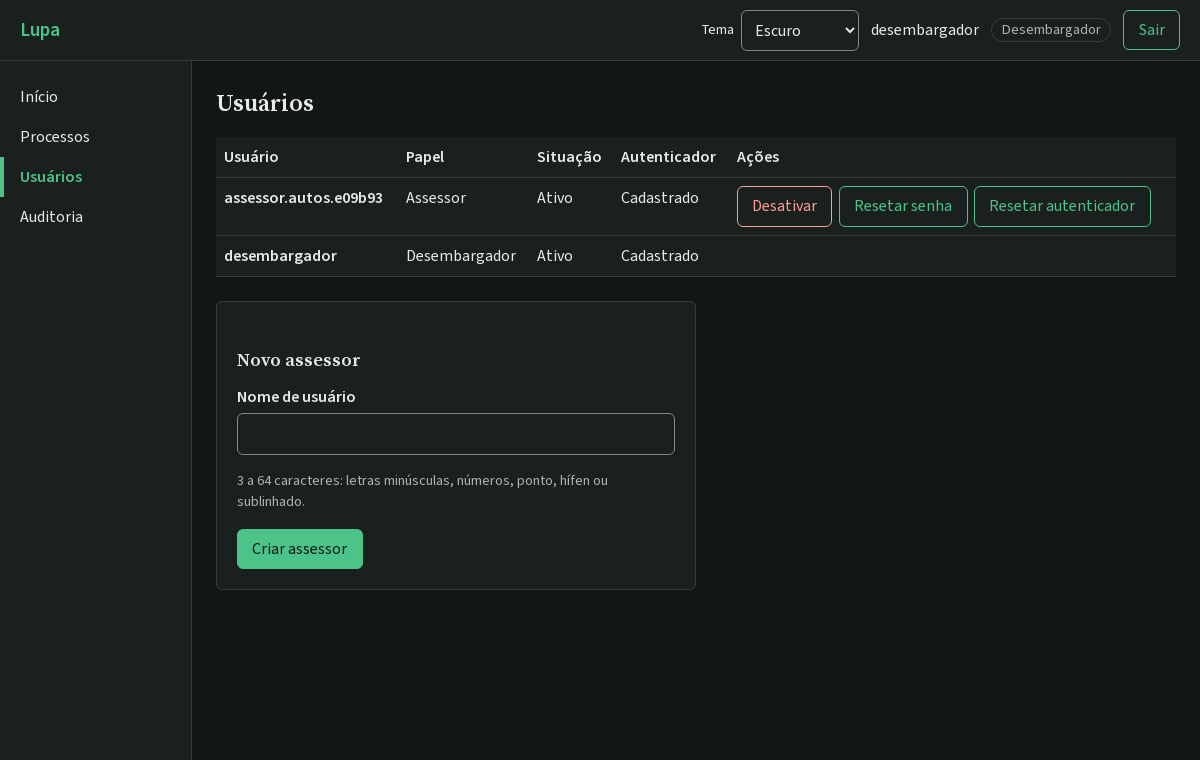 Lupa
Tema Escuro desembargador Desembargador Sair
Início
Processos
Usuários
Auditoria
Usuários
Usuário Papel Situação Autenticador Ações
assessor.autos.e09b93 Assessor Ativo Cadastrado Desativar Resetar senha Resetar autenticador
desembargador Desembargador Ativo Cadastrado
Novo assessor
Nome de usuário
3 a 64 caracteres: letras minúsculas, números, ponto, hífen ou
sublinhado.
Criar assessor